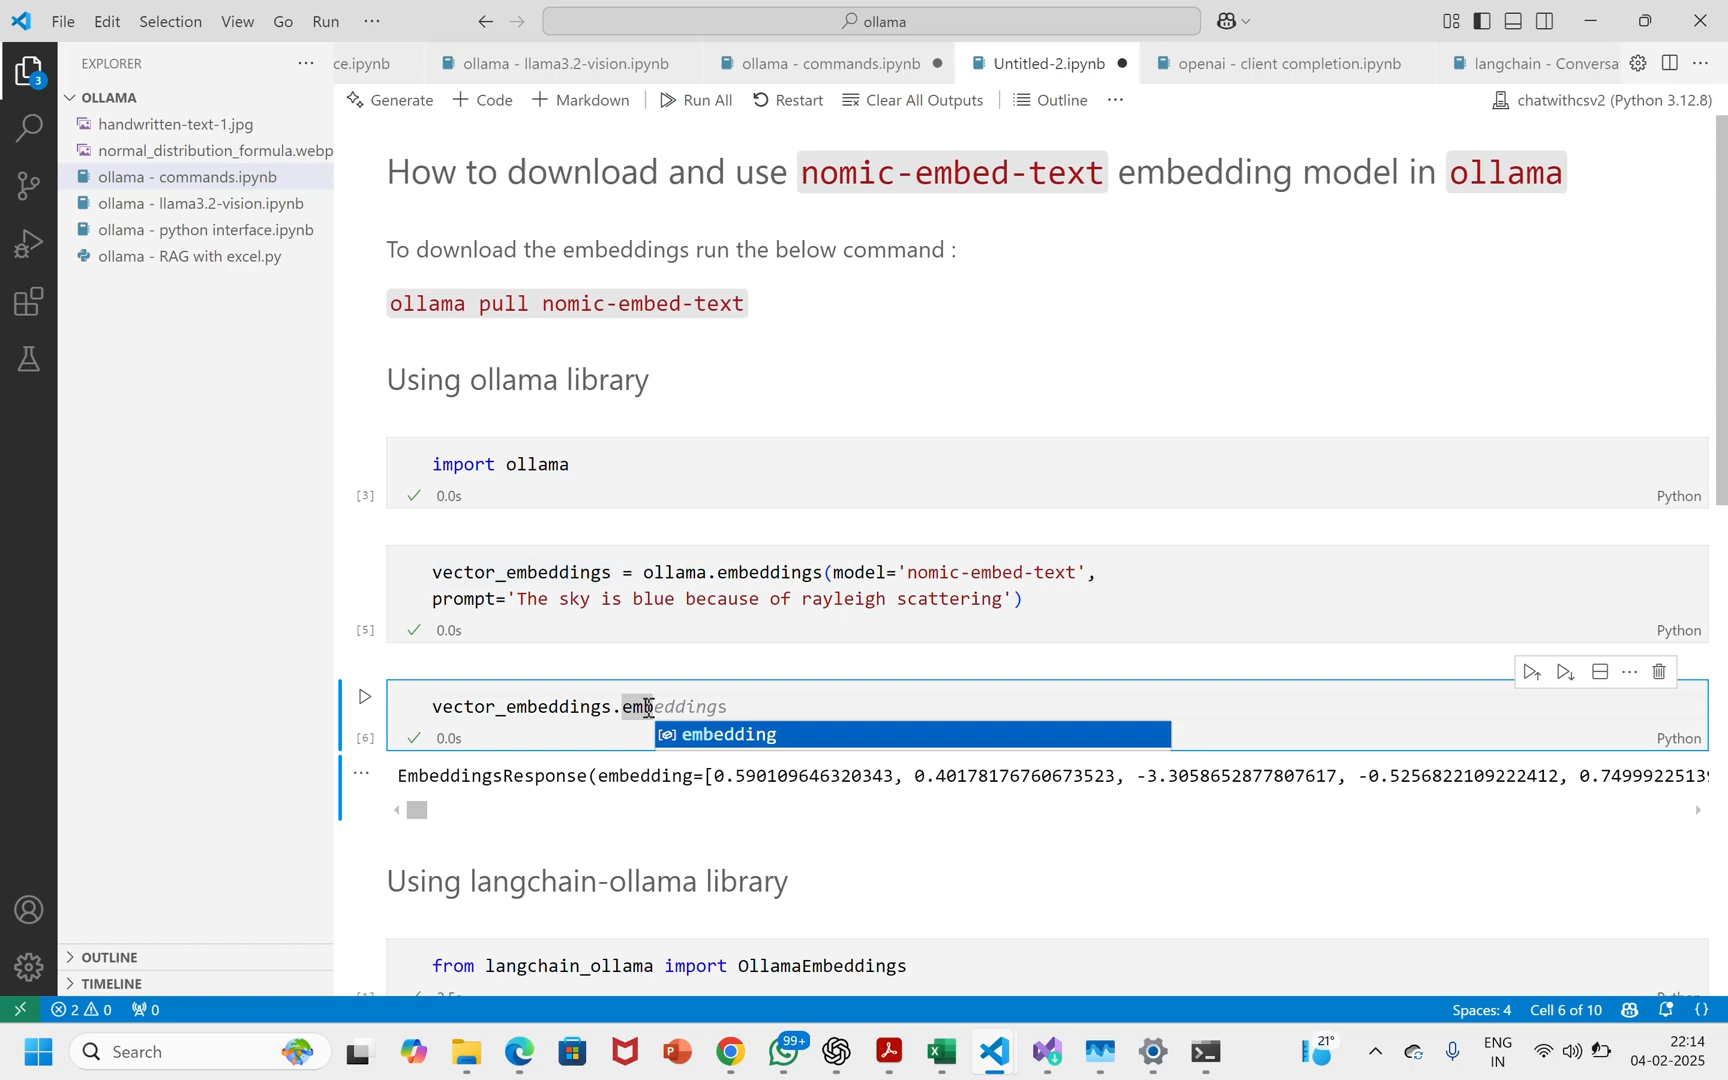 File Edit Selection View Go Run ··· ollama
EXPLORER ···
ce.ipynb ollama - llama3.2-vision.ipynb ollama - commands.ipynb Untitled-2.ipynb openai - client completion.ipynb langchain - Conversa ···
OLLAMA
handwritten-text-1.jpg
normal_distribution_formula.webp
ollama - commands.ipynb
ollama - llama3.2-vision.ipynb
ollama - python interface.ipynb
ollama - RAG with excel.py
OUTLINE
TIMELINE
3
Generate + Code + Markdown Run All Restart Clear All Outputs Outline ··· chatwithcsv2 (Python 3.12.8)
How to download and use nomic-embed-text embedding model in ollama
To download the embeddings run the below command :
ollama pull nomic-embed-text
Using ollama library
import ollama
[3] 0.0s Python
vector_embeddings = ollama.embeddings(model='nomic-embed-text',
prompt='The sky is blue because of rayleigh scattering')
[5] 0.0s Python
vector_embeddings.embeddings
embedding
[6] 0.0s Python
EmbeddingsResponse(embedding=[0.590109646320343, 0.40178176760673523, -3.3058652877807617, -0.5256822109222412, 0.7499922513
Using langchain-ollama library
from langchain_ollama import OllamaEmbeddings
2 0 0 Spaces: 4 Cell 6 of 10
Search 99+ 21° ENG IN 22:14
04-02-2025